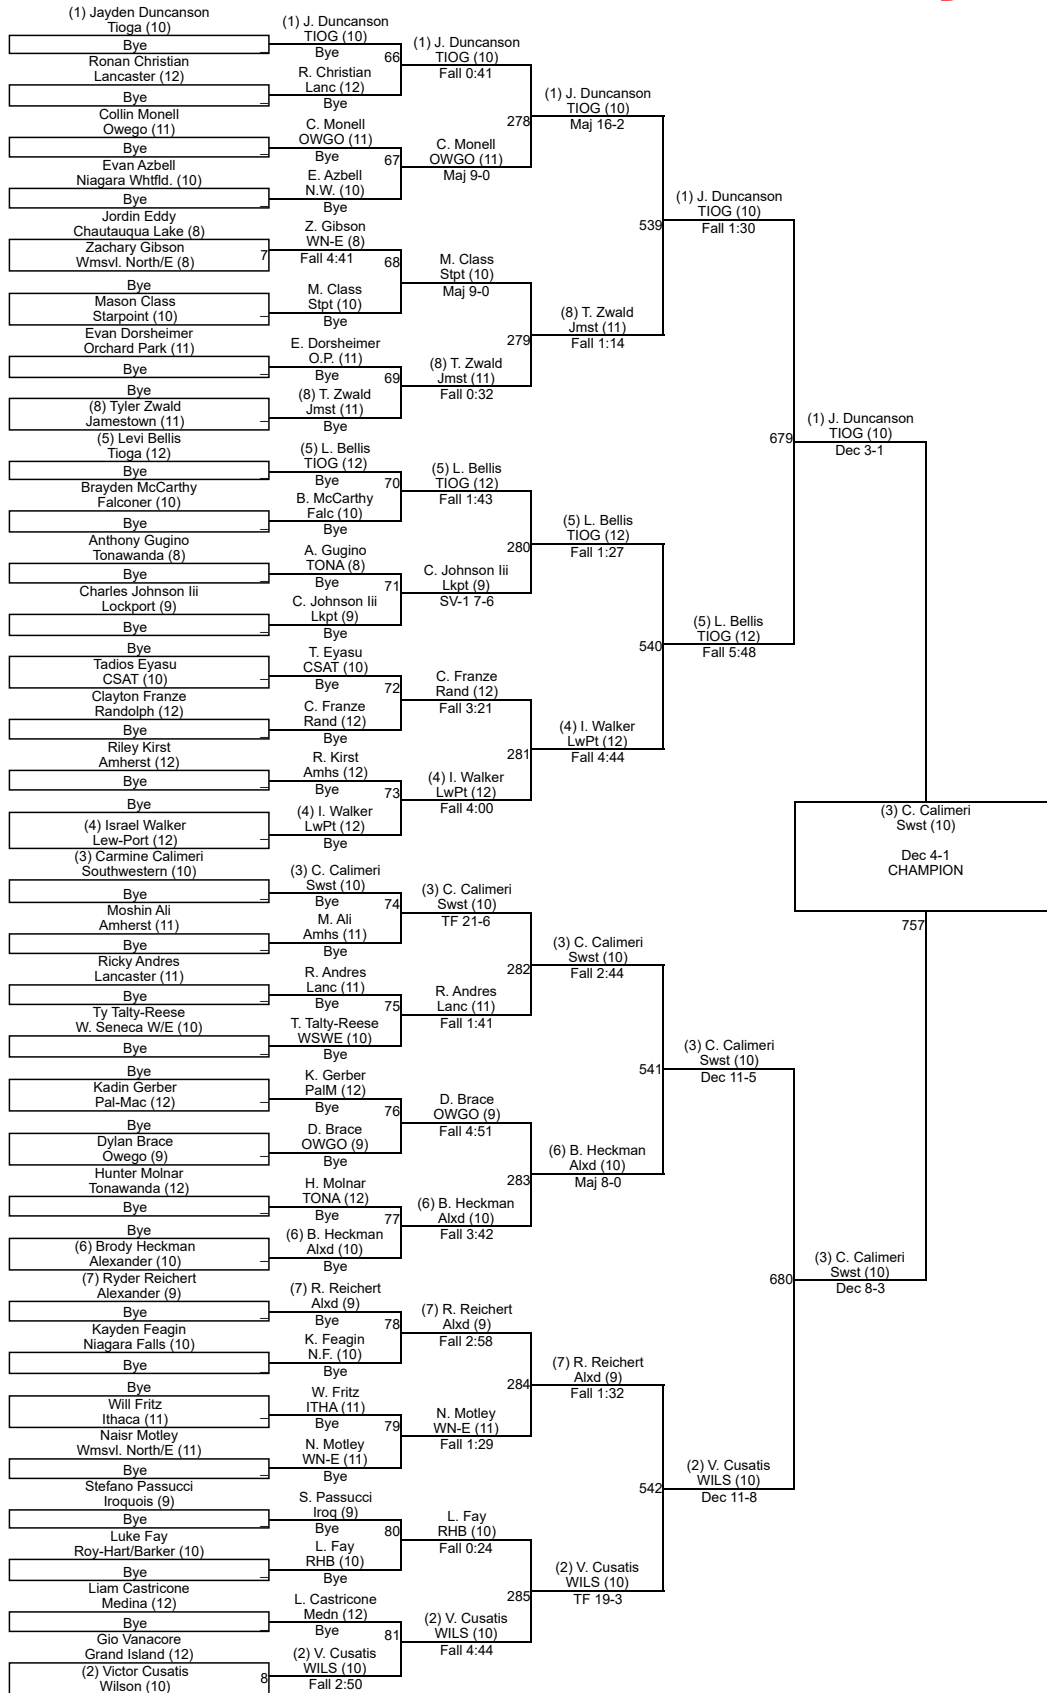 (1) Jayden Duncanson
Tioga (10)
Bye
Ronan Christian
Lancaster (12)
Bye
Collin Monell
Owego (11)
Bye
Evan Azbell
Niagara Whtfld. (10)
Bye
Jordin Eddy
Chautauqua Lake (8)
Zachary Gibson
Wmsvl. North/E (8)
7
Bye
Mason Class
Starpoint (10)
Evan Dorsheimer
Orchard Park (11)
Bye
Bye
(8) Tyler Zwald
Jamestown (11)
(5) Levi Bellis
Tioga (12)
Bye
Brayden McCarthy
Falconer (10)
Bye
Anthony Gugino
Tonawanda (8)
Bye
Charles Johnson Iii
Lockport (9)
Bye
Bye
Tadios Eyasu
CSAT (10)
Clayton Franze
Randolph (12)
Bye
Riley Kirst
Amherst (12)
Bye
Bye
(4) Israel Walker
Lew-Port (12)
(3) Carmine Calimeri
Southwestern (10)
Bye
Moshin Ali
Amherst (11)
Bye
Ricky Andres
Lancaster (11)
Bye
Ty Talty-Reese
W. Seneca W/E (10)
Bye
Bye
Kadin Gerber
Pal-Mac (12)
Bye
Dylan Brace
Owego (9)
Hunter Molnar
Tonawanda (12)
Bye
Bye
(6) Brody Heckman
Alexander (10)
(7) Ryder Reichert
Alexander (9)
Bye
Kayden Feagin
Niagara Falls (10)
Bye
Bye
Will Fritz
Ithaca (11)
Naisr Motley
Wmsvl. North/E (11)
Bye
Stefano Passucci
Iroquois (9)
Bye
Luke Fay
Roy-Hart/Barker (10)
Bye
Liam Castricone
Medina (12)
Bye
Gio Vanacore
Grand Island (12)
(2) Victor Cusatis
Wilson (10)
8
(1) J. Duncanson
TIOG (10)
Bye
66
R. Christian
Lanc (12)
Bye
C. Monell
OWGO (11)
Bye
67
E. Azbell
N.W. (10)
Bye
Z. Gibson
WN-E (8)
Fall 4:41
68
M. Class
Stpt (10)
Bye
E. Dorsheimer
O.P. (11)
Bye
69
(8) T. Zwald
Jmst (11)
Bye
(5) L. Bellis
TIOG (12)
Bye
70
B. McCarthy
Falc (10)
Bye
A. Gugino
TONA (8)
Bye
71
C. Johnson Iii
Lkpt (9)
Bye
T. Eyasu
CSAT (10)
Bye
72
C. Franze
Rand (12)
Bye
R. Kirst
Amhs (12)
Bye
73
(4) I. Walker
LwPt (12)
Bye
(3) C. Calimeri
Swst (10)
Bye
74
M. Ali
Amhs (11)
Bye
R. Andres
Lanc (11)
Bye
75
T. Talty-Reese
WSWE (10)
Bye
K. Gerber
PalM (12)
Bye
76
D. Brace
OWGO (9)
Bye
H. Molnar
TONA (12)
Bye
77
(6) B. Heckman
Alxd (10)
Bye
(7) R. Reichert
Alxd (9)
Bye
78
K. Feagin
N.F. (10)
Bye
W. Fritz
ITHA (11)
Bye
79
N. Motley
WN-E (11)
Bye
S. Passucci
Iroq (9)
Bye
80
L. Fay
RHB (10)
Bye
L. Castricone
Medn (12)
Bye
81
(2) V. Cusatis
WILS (10)
Fall 2:50
(1) J. Duncanson
TIOG (10)
Fall 0:41
278
C. Monell
OWGO (11)
Maj 9-0
M. Class
Stpt (10)
Maj 9-0
279
(8) T. Zwald
Jmst (11)
Fall 0:32
(5) L. Bellis
TIOG (12)
Fall 1:43
280
C. Johnson Iii
Lkpt (9)
SV-1 7-6
C. Franze
Rand (12)
Fall 3:21
281
(4) I. Walker
LwPt (12)
Fall 4:00
(3) C. Calimeri
Swst (10)
TF 21-6
282
R. Andres
Lanc (11)
Fall 1:41
D. Brace
OWGO (9)
Fall 4:51
283
(6) B. Heckman
Alxd (10)
Fall 3:42
(7) R. Reichert
Alxd (9)
Fall 2:58
284
N. Motley
WN-E (11)
Fall 1:29
L. Fay
RHB (10)
Fall 0:24
285
(2) V. Cusatis
WILS (10)
Fall 4:44
(1) J. Duncanson
TIOG (10)
Maj 16-2
539
(8) T. Zwald
Jmst (11)
Fall 1:14
(5) L. Bellis
TIOG (12)
Fall 1:27
540
(4) I. Walker
LwPt (12)
Fall 4:44
(3) C. Calimeri
Swst (10)
Fall 2:44
541
(6) B. Heckman
Alxd (10)
Maj 8-0
(7) R. Reichert
Alxd (9)
Fall 1:32
542
(2) V. Cusatis
WILS (10)
TF 19-3
(1) J. Duncanson
TIOG (10)
Fall 1:30
679
(5) L. Bellis
TIOG (12)
Fall 5:48
(3) C. Calimeri
Swst (10)
Dec 11-5
680
(2) V. Cusatis
WILS (10)
Dec 11-8
(1) J. Duncanson
TIOG (10)
Dec 3-1
(3) C. Calimeri
Swst (10)
Dec 4-1
CHAMPION
757
(3) C. Calimeri
Swst (10)
Dec 8-3